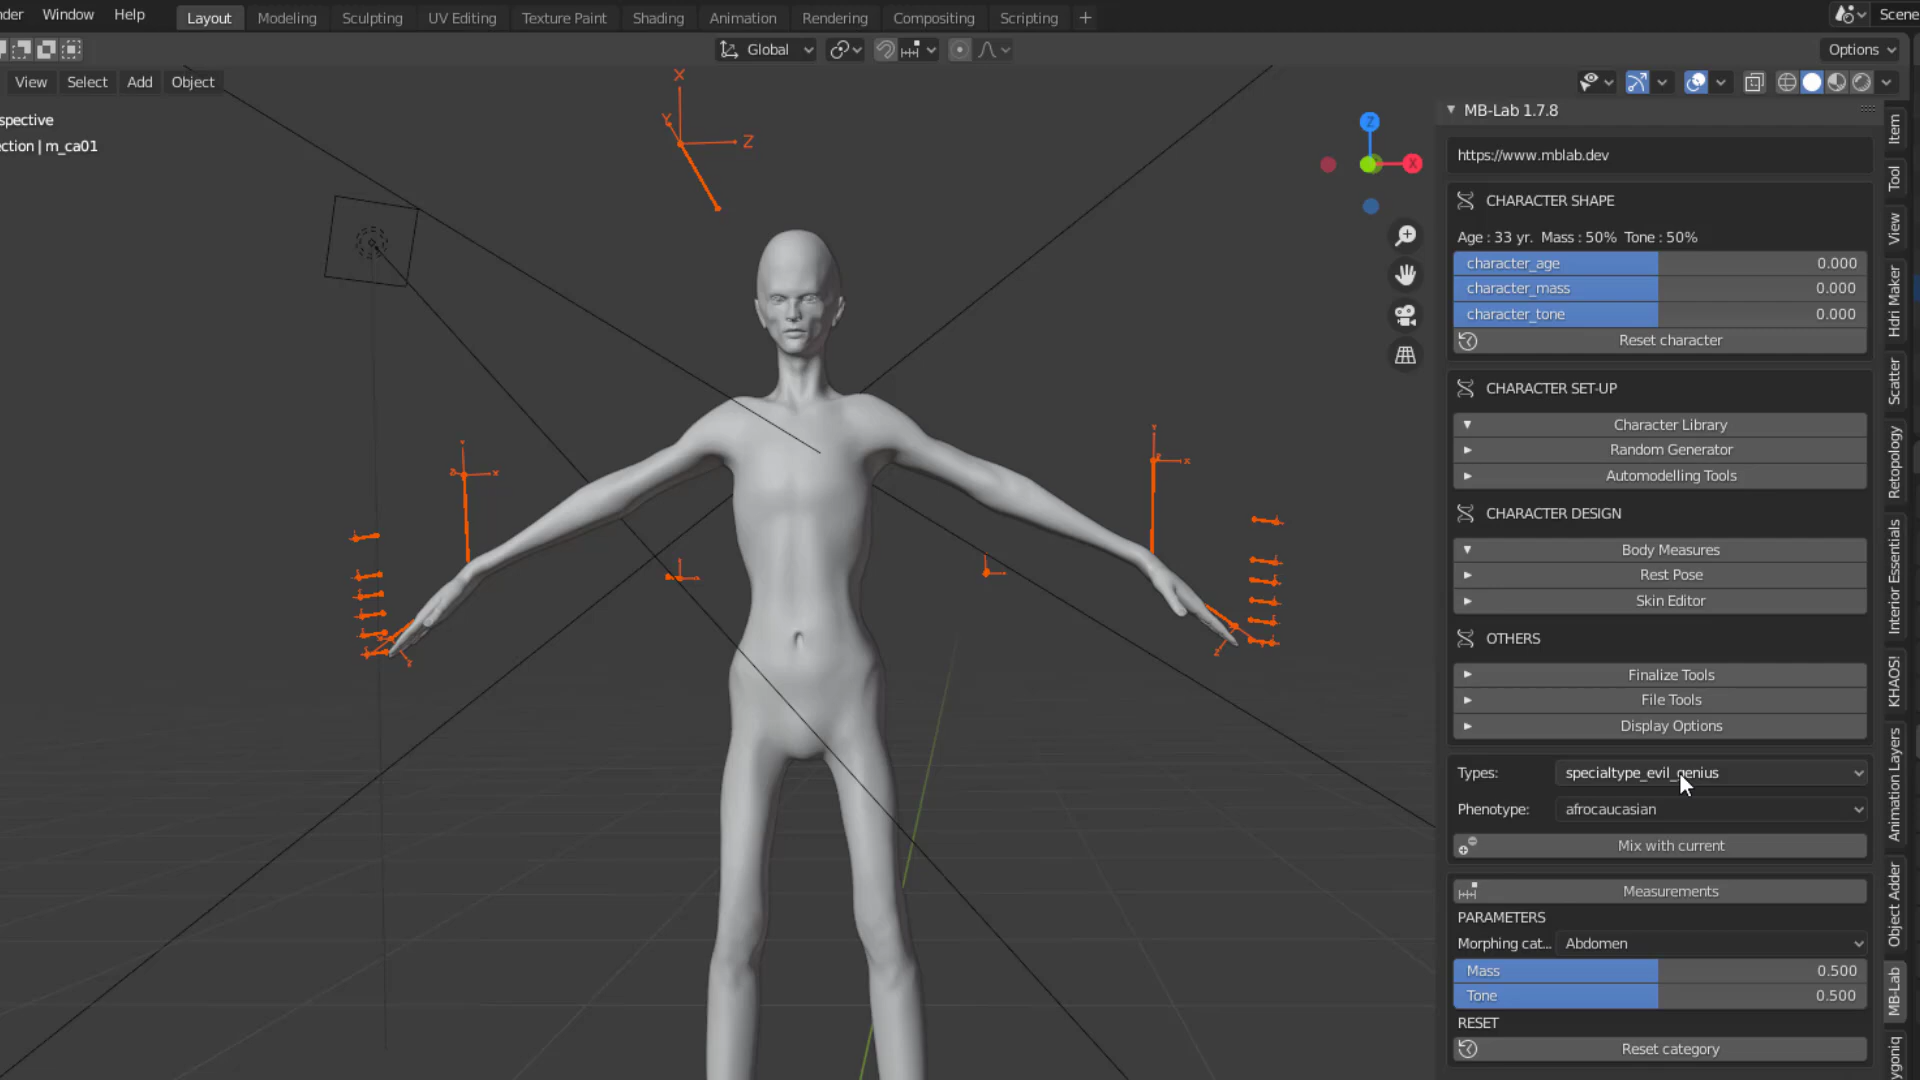 nder Window Help Layout Modeling Sculpting UV Editing Texture Paint Shading Animation Rendering Compositing Scripting + Scene
Global Options
View Select Add Object
spective
ection | m_ca01
X
Y
Z
Z
X
MB-Lab 1.7.8
https://www.mblab.dev
CHARACTER SHAPE
Age : 33 yr. Mass : 50% Tone : 50%
character_age 0.000
character_mass 0.000
character_tone 0.000
Reset character
CHARACTER SET-UP
Character Library
Random Generator
Automodelling Tools
CHARACTER DESIGN
Body Measures
Rest Pose
Skin Editor
OTHERS
Finalize Tools
File Tools
Display Options
Types: specialtype_evil_genius
Phenotype: afrocaucasian
Mix with current
Measurements
PARAMETERS
Morphing cat... Abdomen
Mass 0.500
Tone 0.500
RESET
Reset category
Item
Tool
View
Hdri Maker
Scatter
Retopology
Interior Essentials
KHAOS!
Animation Layers
Object Adder
MB-Lab
ygoniq